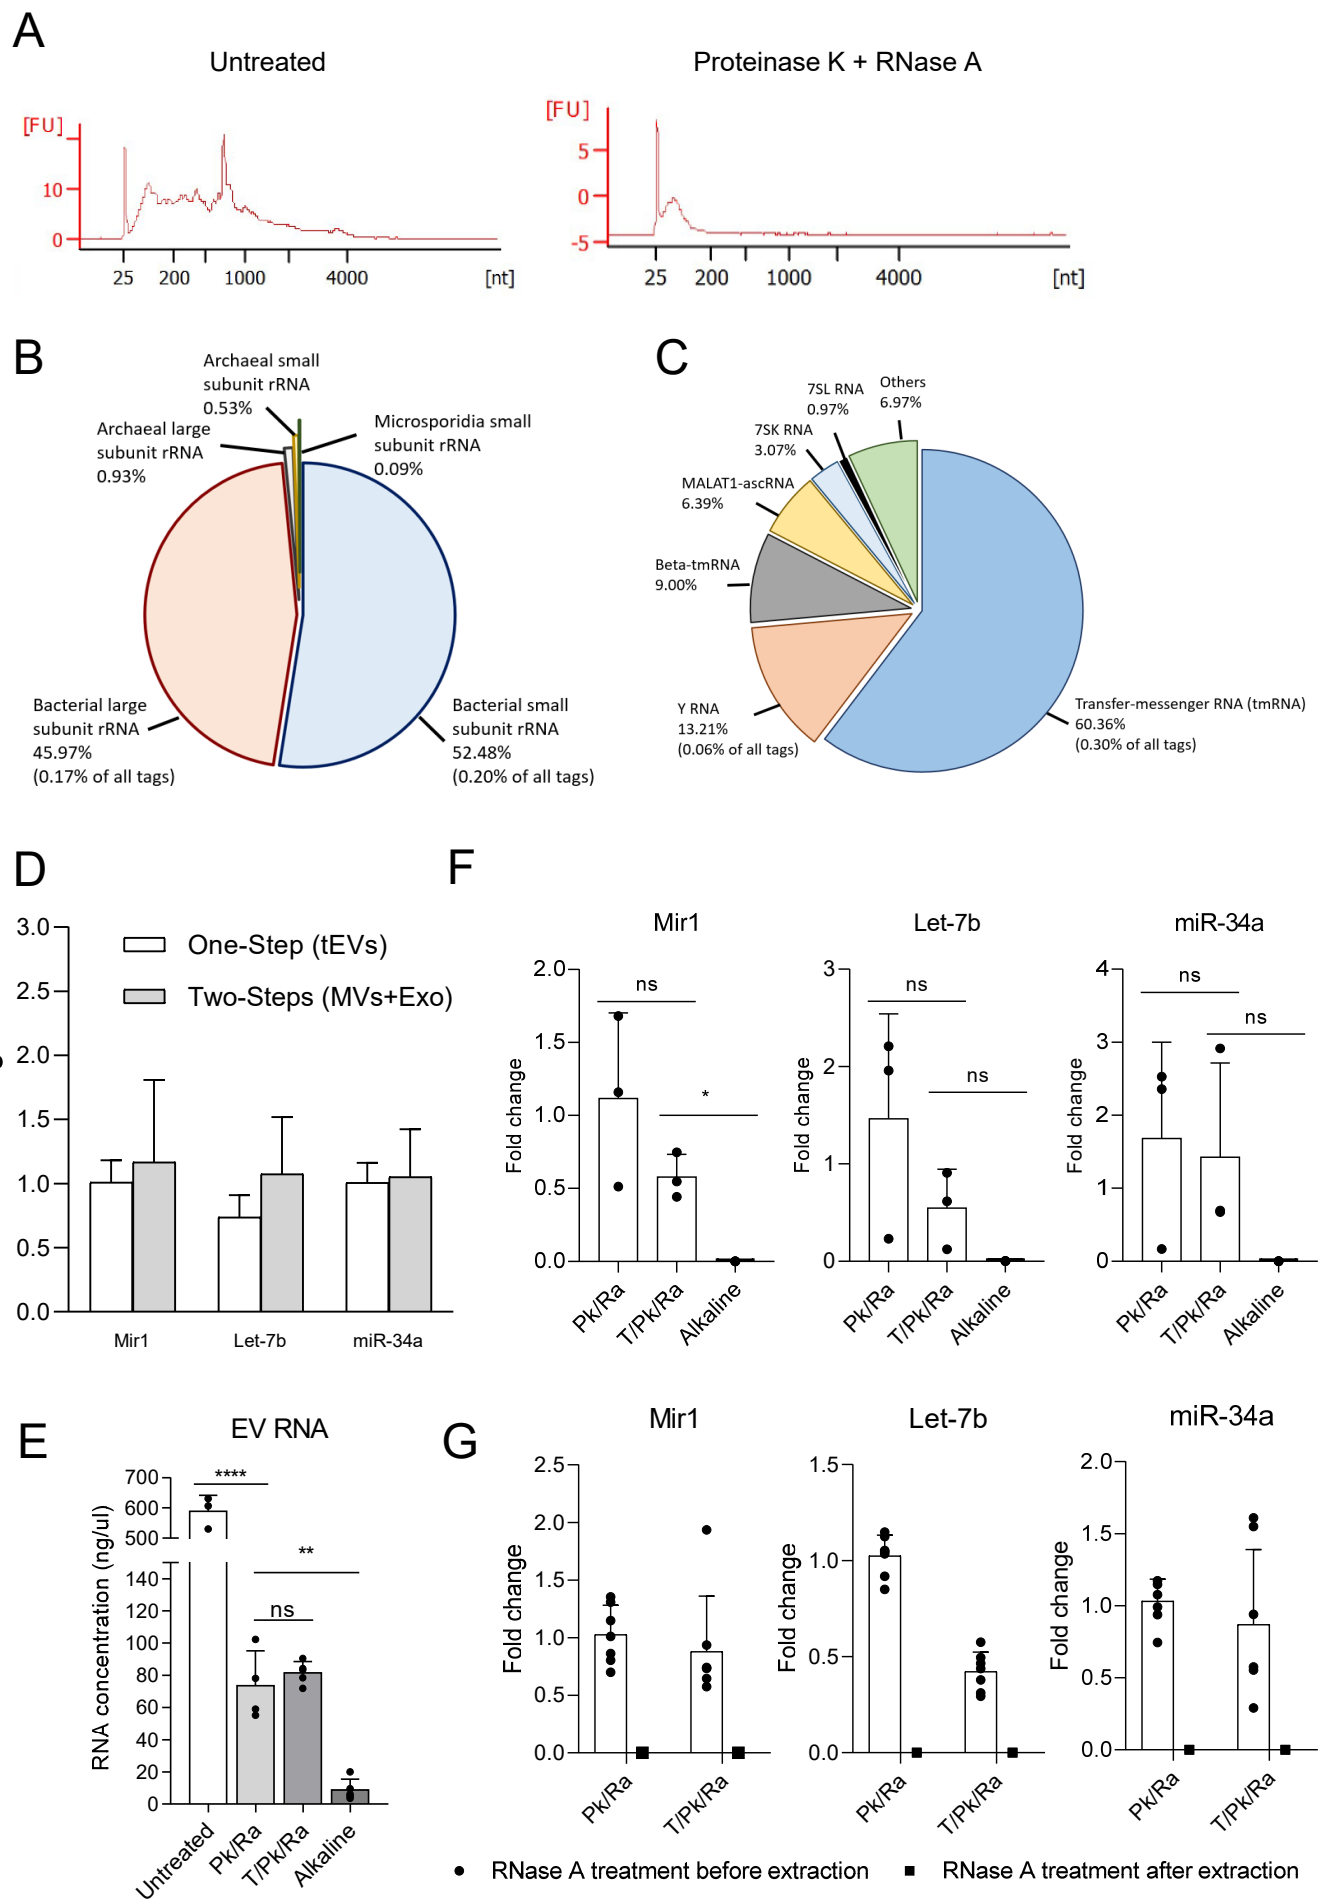 A
Untreated
Proteinase K + RNase A
[FU]
10
0
25
200
1000
4000
[nt]
[FU]
5
0
-5
25
200
1000
4000
[nt]
B
Archaeal small
subunit rRNA
0.53%
Microsporidia small
subunit rRNA
0.09%
Archaeal large
subunit rRNA
0.93%
Bacterial large
subunit rRNA
45.97%
(0.17% of all tags)
Bacterial small
subunit rRNA
52.48%
(0.20% of all tags)
C
7SL RNA
0.97%
Others
6.97%
7SK RNA
3.07%
MALAT1-ascRNA
6.39%
Beta-tmRNA
9.00%
Y RNA
13.21%
(0.06% of all tags)
Transfer-messenger RNA (tmRNA)
60.36%
(0.30% of all tags)
D
3.0
2.5
2.0
1.5
1.0
0.5
0.0
One-Step (tEVs)
Two-Steps (MVs+Exo)
Mir1
Let-7b
miR-34a
F
Mir1
Fold change
2.0
1.5
1.0
0.5
0.0
ns
*
Pk/Ra
T/Pk/Ra
Alkaline
Let-7b
Fold change
3
2
1
0
ns
ns
Pk/Ra
T/Pk/Ra
Alkaline
miR-34a
Fold change
4
3
2
1
0
ns
ns
Pk/Ra
T/Pk/Ra
Alkaline
E
EV RNA
RNA concentration (ng/ul)
700
600
500
140
120
100
80
60
40
20
0
****
**
ns
Untreated
Pk/Ra
T/Pk/Ra
Alkaline
G
Mir1
Fold change
2.5
2.0
1.5
1.0
0.5
0.0
Pk/Ra
T/Pk/Ra
Let-7b
Fold change
1.5
1.0
0.5
0.0
Pk/Ra
T/Pk/Ra
miR-34a
Fold change
2.0
1.5
1.0
0.5
0.0
Pk/Ra
T/Pk/Ra
RNase A treatment before extraction
RNase A treatment after extraction